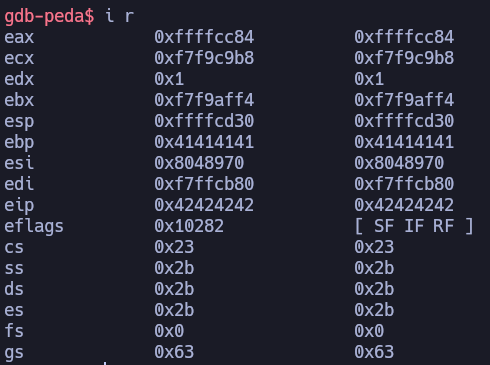 gdb-peda$ i r
eax 0xffffcc84 0xffffcc84
ecx 0xf7f9c9b8 0xf7f9c9b8
edx 0x1 0x1
ebx 0xf7f9aff4 0xf7f9aff4
esp 0xffffcd30 0xffffcd30
ebp 0x41414141 0x41414141
esi 0x8048970 0x8048970
edi 0xf7ffcb80 0xf7ffcb80
eip 0x42424242 0x42424242
eflags 0x10282 [ SF IF RF ]
cs 0x23 0x23
ss 0x2b 0x2b
ds 0x2b 0x2b
es 0x2b 0x2b
fs 0x0 0x0
gs 0x63 0x63